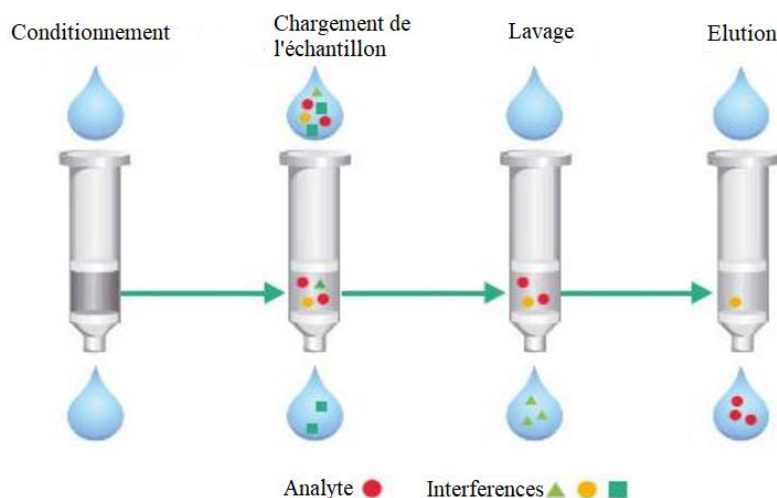 Conditionnement
Chargement de
l'échantillon
Lavage
Elution
Analyte
Interferences